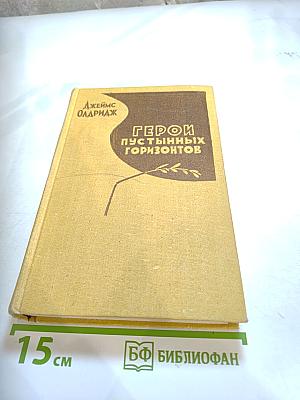 ДЖЕЙМС
ОЛДРИДЖ
ГЕРОИ
ПУСТЫННЫХ
ГОРИЗОНТОВ
15 см
БФ БИБЛИОФАН